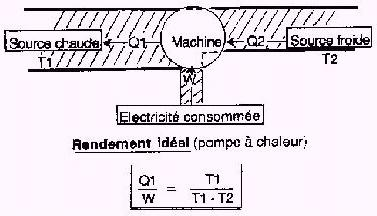 Source chaude Q1 Machine Q2 Source froide
T1 T2
W
Electricité consommée
Rendement idéal (pompe à chaleur)
Q1 / W = T1 / T1 - T2